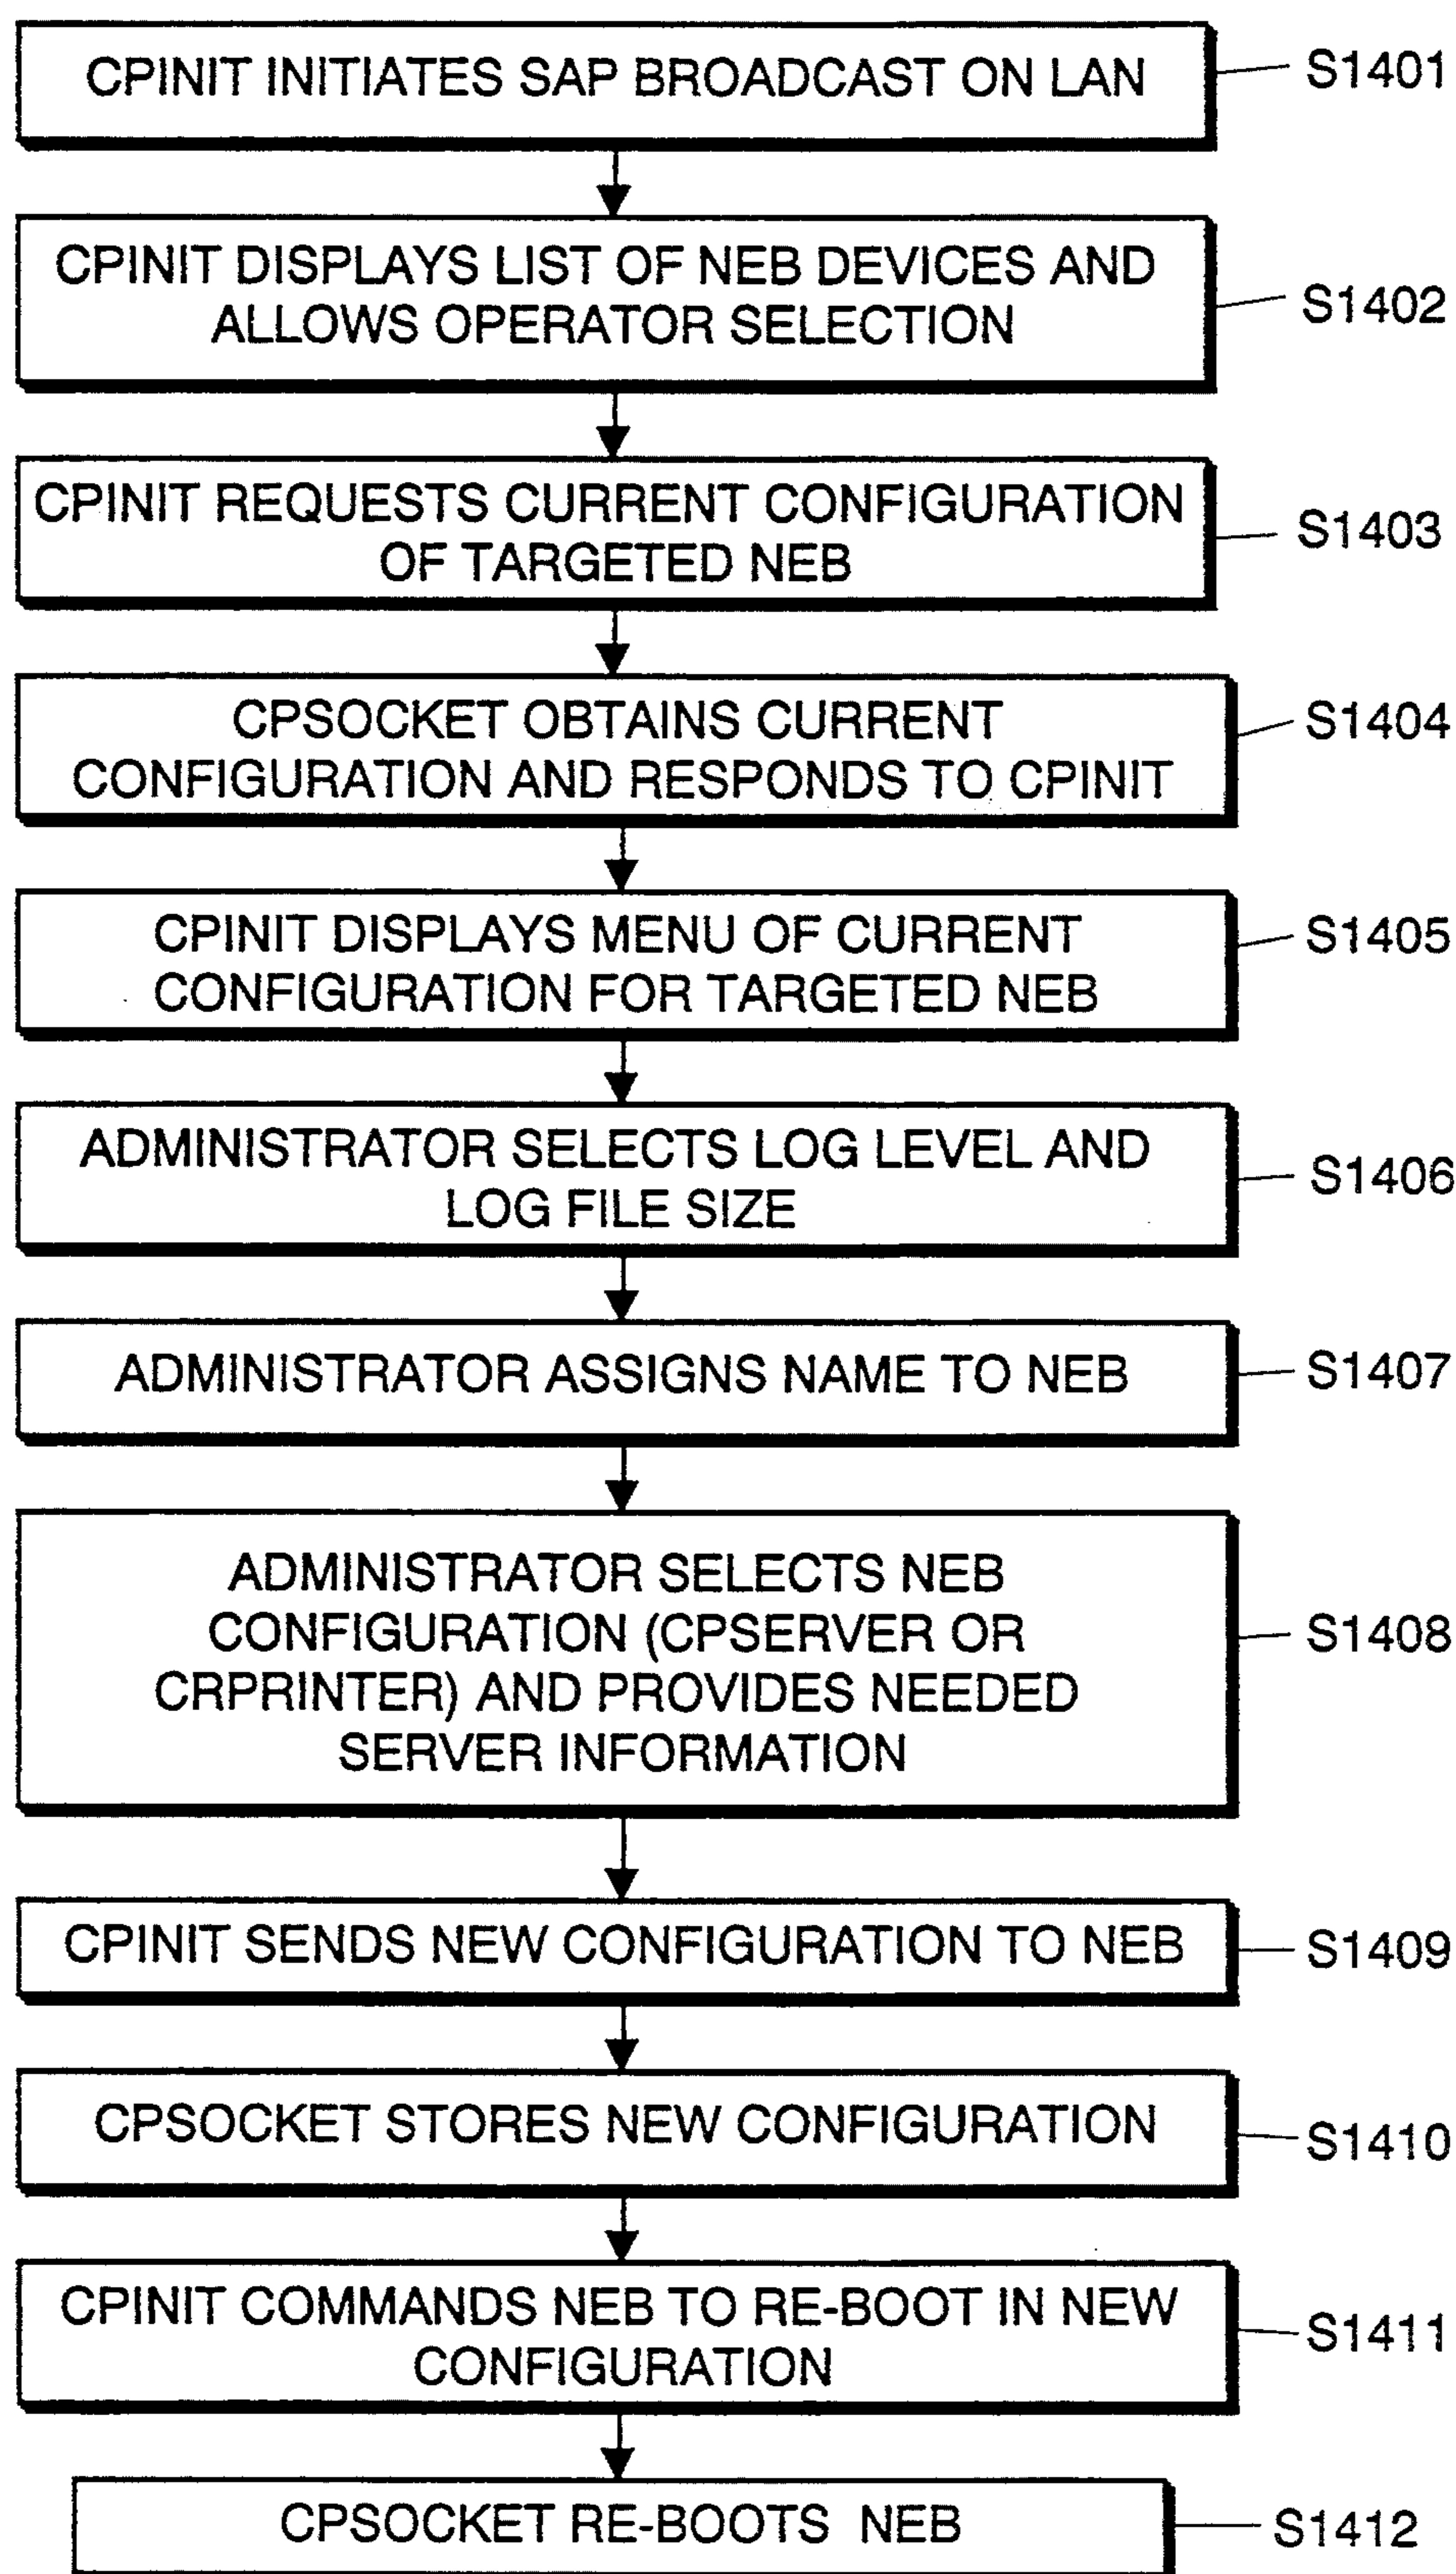 CPINIT INITIATES SAP BROADCAST ON LAN
S1401
CPINIT DISPLAYS LIST OF NEB DEVICES AND
ALLOWS OPERATOR SELECTION
S1402
CPINIT REQUESTS CURRENT CONFIGURATION
OF TARGETED NEB
S1403
CPSOCKET OBTAINS CURRENT
CONFIGURATION AND RESPONDS TO CPINIT
S1404
CPINIT DISPLAYS MENU OF CURRENT
CONFIGURATION FOR TARGETED NEB
S1405
ADMINISTRATOR SELECTS LOG LEVEL AND
LOG FILE SIZE
S1406
ADMINISTRATOR ASSIGNS NAME TO NEB
S1407
ADMINISTRATOR SELECTS NEB
CONFIGURATION (CPSERVER OR
CRPRINTER) AND PROVIDES NEEDED
SERVER INFORMATION
S1408
CPINIT SENDS NEW CONFIGURATION TO NEB
S1409
CPSOCKET STORES NEW CONFIGURATION
S1410
CPINIT COMMANDS NEB TO RE-BOOT IN NEW
CONFIGURATION
S1411
CPSOCKET RE-BOOTS NEB
S1412